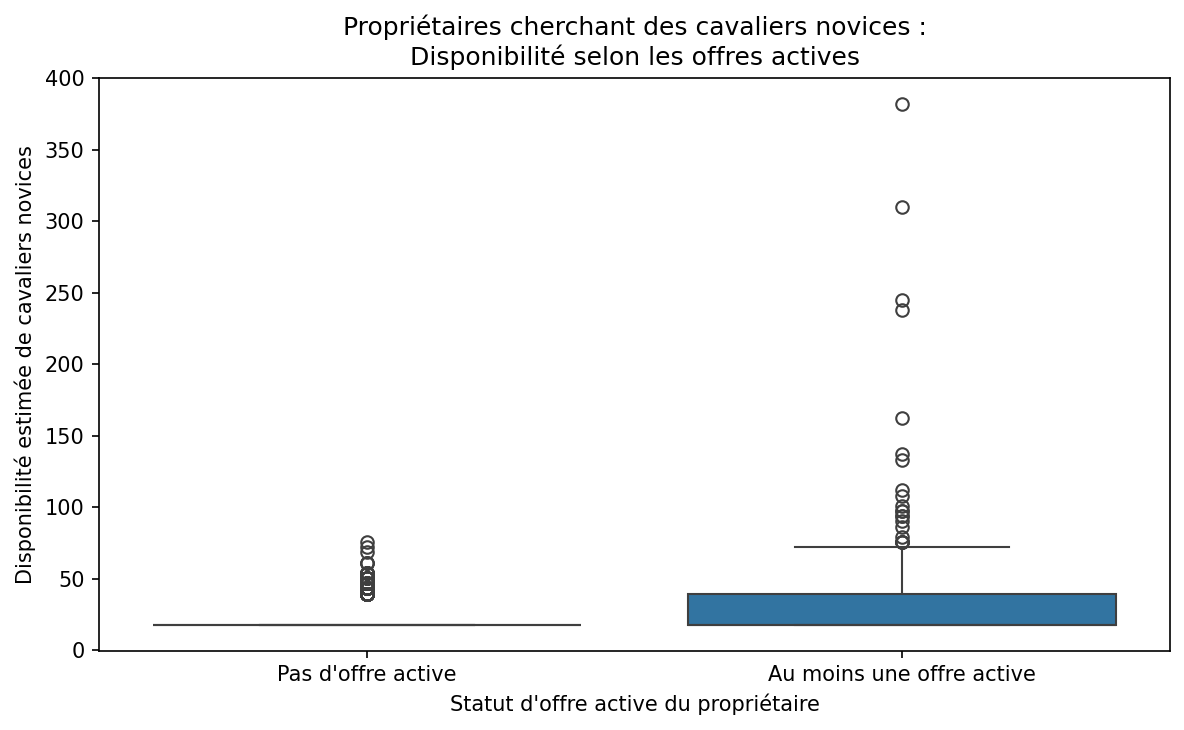 Propriétaires cherchant des cavaliers novices :
Disponibilité selon les offres actives
Disponibilité estimée de cavaliers novices
400
350
300
250
200
150
100
50
0
Pas d'offre active
Au moins une offre active
Statut d'offre active du propriétaire